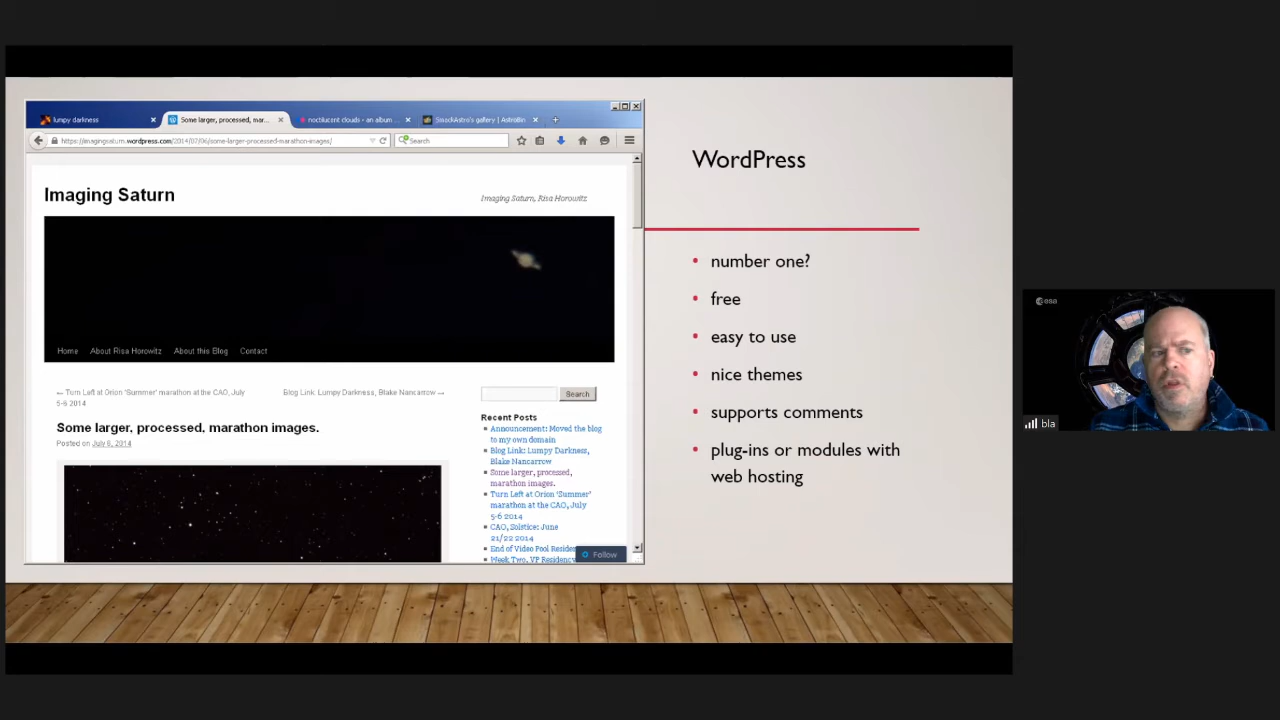 lumpy darkness
Some larger, processed, mar...
noctilucent clouds - an album ...
SmackAstro's gallery | AstroBin
https://imagingsaturn.wordpress.com/2014/07/06/some-larger-processed-marathon-images/
Search
Imaging Saturn
Imaging Saturn, Risa Horowitz
Home About Risa Horowitz About this Blog Contact
← Turn Left at Orion 'Summer' marathon at the CAO, July
5-6 2014
Blog Link: Lumpy Darkness, Blake Nancarrow →
Search
Some larger, processed, marathon images.
Posted on July 6, 2014
Recent Posts
Announcement: Moved the blog
to my own domain
Blog Link: Lumpy Darkness,
Blake Nancarrow
Some larger, processed,
marathon images.
Turn Left at Orion 'Summer'
marathon at the CAO, July
5-6 2014
CAO, Solstice: June
21/22 2014
End of Video Pool
Week Two, VP Residency
Follow
WordPress
number one?
free
easy to use
nice themes
supports comments
plug-ins or modules with
web hosting
esa
bla